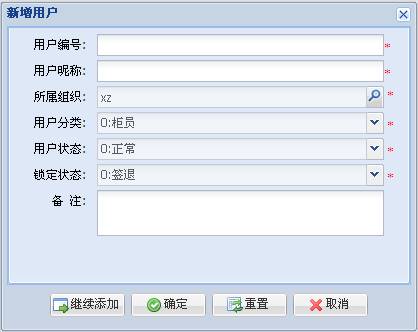 新增用户
用户编号: *
用户昵称: *
所属组织: xz *
用户分类: 0:柜员 *
用户状态: 0:正常 *
锁定状态: 0:签退 *
备 注:
继续添加 确定 重置 取消